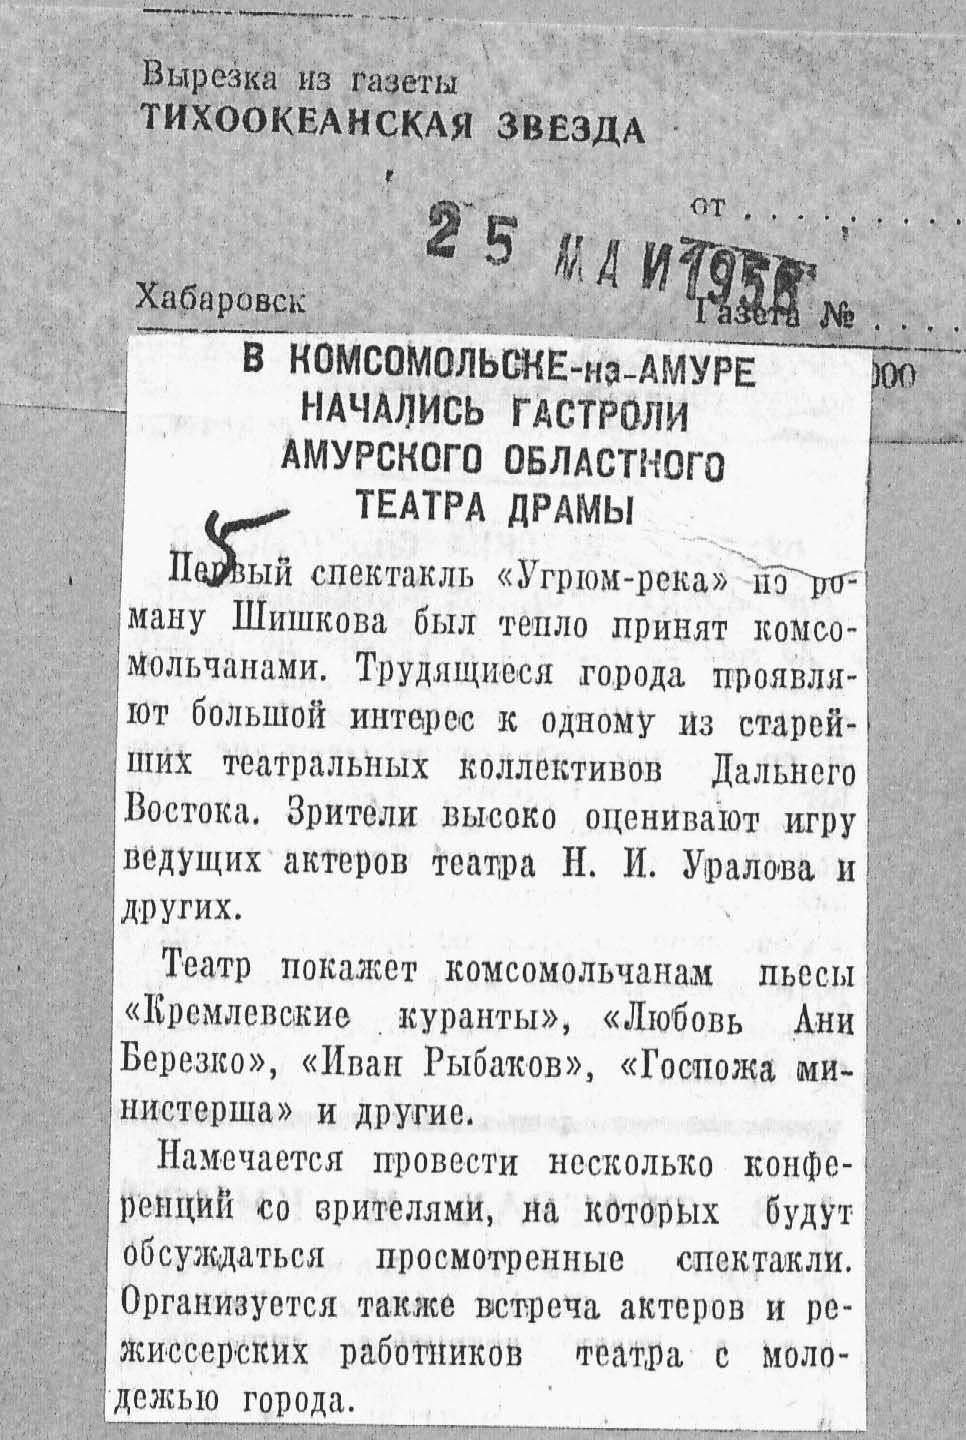 Вырезка из газеты
ТИХООКЕАНСКАЯ ЗВЕЗДА
от . . . . . . . . .
25 МАЙ 1956
Хабаровск
Газета № . . . .
000
В КОМСОМОЛЬСКЕ-на-АМУРЕ
НАЧАЛИСЬ ГАСТРОЛИ
АМУРСКОГО ОБЛАСТНОГО
ТЕАТРА ДРАМЫ
5
Первый спектакль «Угрюм-река» по ро-
ману Шишкова был тепло принят комсо-
мольчанами. Трудящиеся города проявля-
ют большой интерес к одному из старей-
ших театральных коллективов Дальнего
Востока. Зрители высоко оценивают игру
ведущих актеров театра Н. И. Уралова и
других.
Театр покажет комсомольчанам пьесы
«Кремлевские куранты», «Любовь Ани
Березко», «Иван Рыбаков», «Госпожа ми-
нистерша» и другие.
Намечается провести несколько конфе-
ренций со зрителями, на которых будут
обсуждаться просмотренные спектакли.
Организуется также встреча актеров и ре-
жиссерских работников театра с моло-
дежью города.